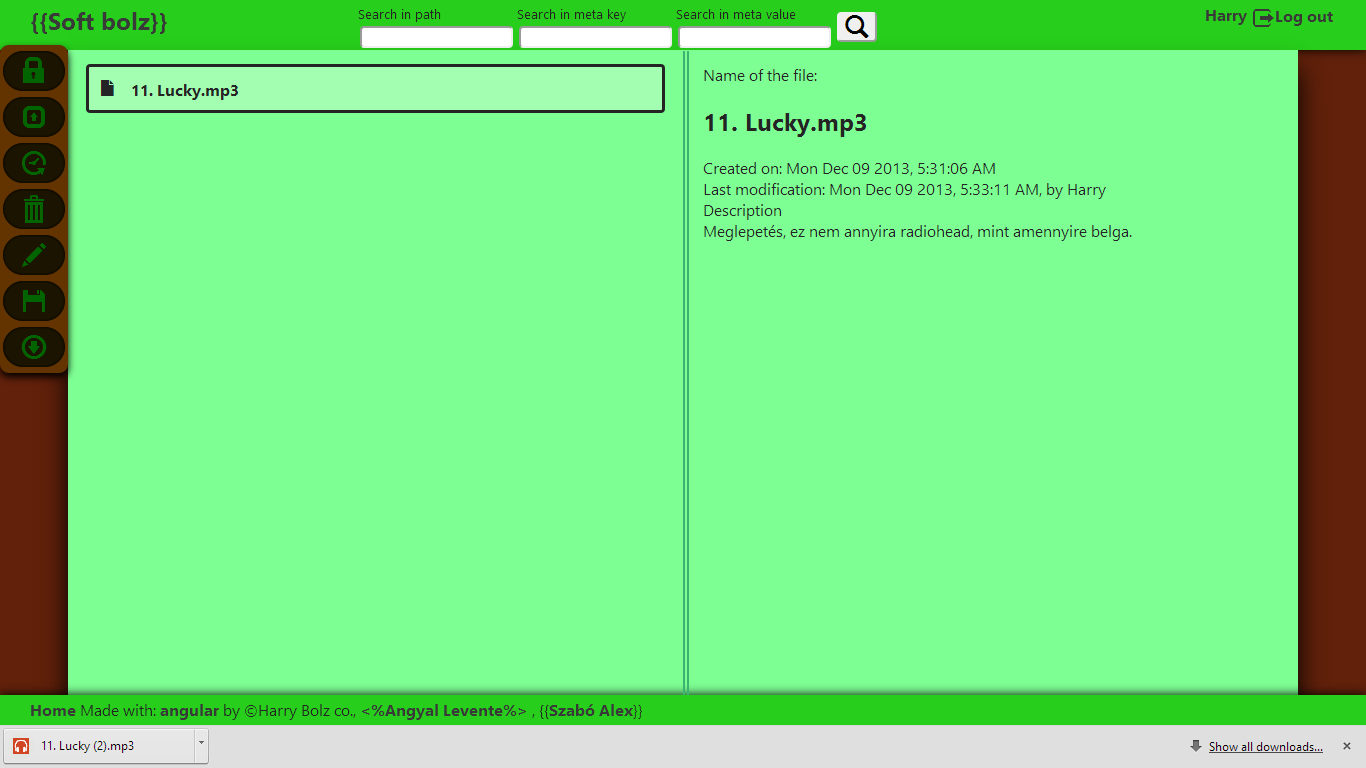 {{Soft bolz}}
Search in path
Search in meta key
Search in meta value
Harry Log out
11. Lucky.mp3
Name of the file:
11. Lucky.mp3
Created on: Mon Dec 09 2013, 5:31:06 AM
Last modification: Mon Dec 09 2013, 5:33:11 AM, by Harry
Description
Meglepetés, ez nem annyira radiohead, mint amennyire belga.
Home Made with: angular by ©Harry Bolz co., <%Angyal Levente%> , {{Szabó Alex}}
11. Lucky (2).mp3
Show all downloads...